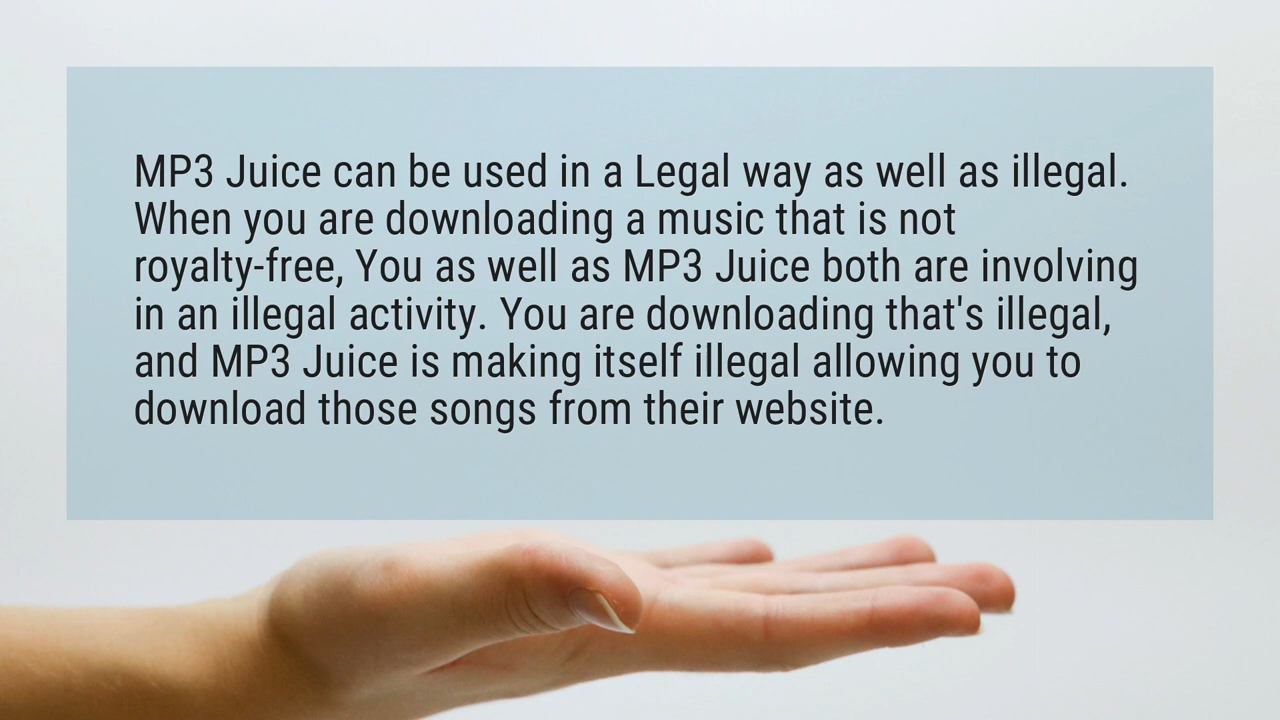 MP3 Juice can be used in a Legal way as well as illegal.
When you are downloading a music that is not
royalty-free, You as well as MP3 Juice both are involving
in an illegal activity. You are downloading that's illegal,
and MP3 Juice is making itself illegal allowing you to
download those songs from their website.